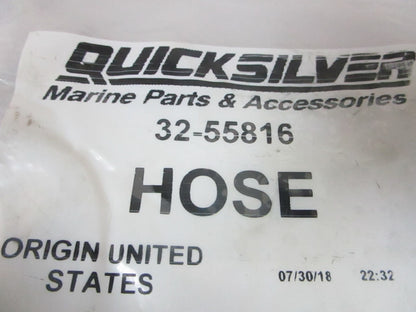 QUICKSILVER
Marine Parts & Accessories
32-55816
HOSE
ORIGIN UNITED
STATES
07/30/18 22:32